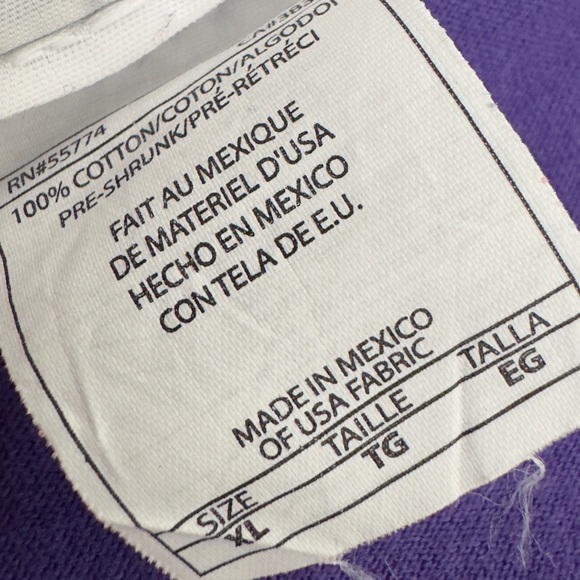 RN#55774
100% COTTON/COTON/ALGODON
PRE-SHRUNK/PRÉ-RÉTRÉCI
FAIT AU MEXIQUE
DE MATERIEL D'USA
HECHO EN MEXICO
CON TELA DE E.U.
MADE IN MEXICO
OF USA FABRIC
SIZE TAILLE TALLA
XL TG EG